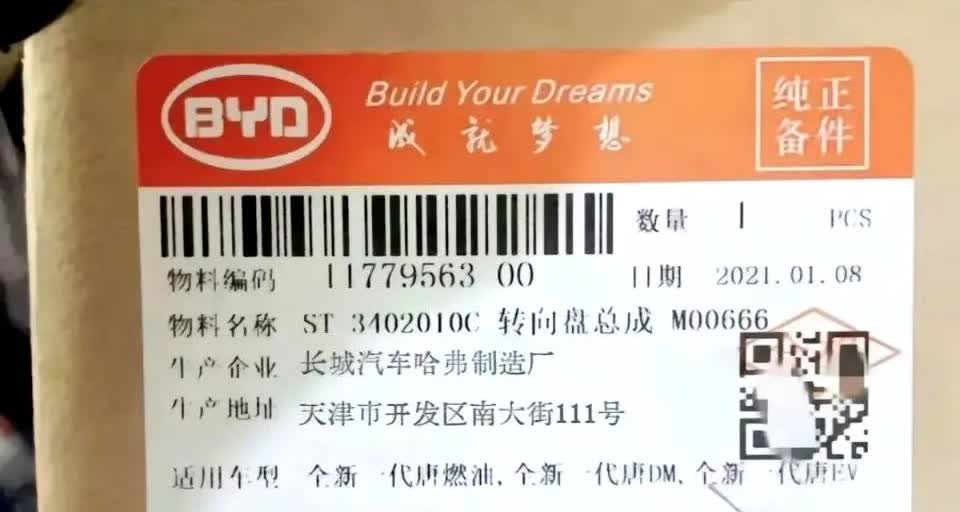 BYD
Build Your Dreams
成就梦想
纯正
备件
数量 1 PCS
物料编码 11779563 00 日期 2021.01.08
物料名称 ST 3402010C 转向盘总成 M00666
生产企业 长城汽车哈弗制造厂
生产地址 天津市开发区南大街111号
适用车型 全新一代唐燃油, 全新一代唐DM, 全新一代唐EV